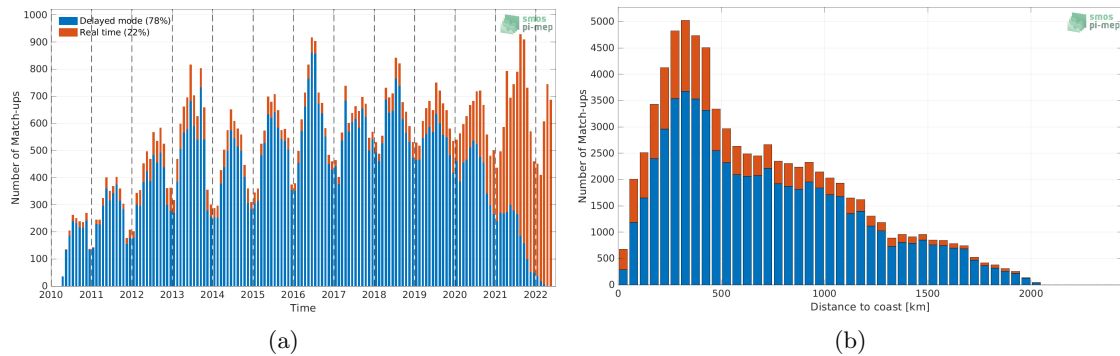 1000
900
800
700
600
500
400
300
200
100
0
Number of Match-ups
Delayed mode (78%)
Real time (22%)
smos
pi-mep
2010 2011 2012 2013 2014 2015 2016 2017 2018 2019 2020 2021 2022
Time
(a)
5000
4500
4000
3500
3000
2500
2000
1500
1000
500
0
Number of Match-ups
smos
pi-mep
0 500 1000 1500 2000
Distance to coast [km]
(b)